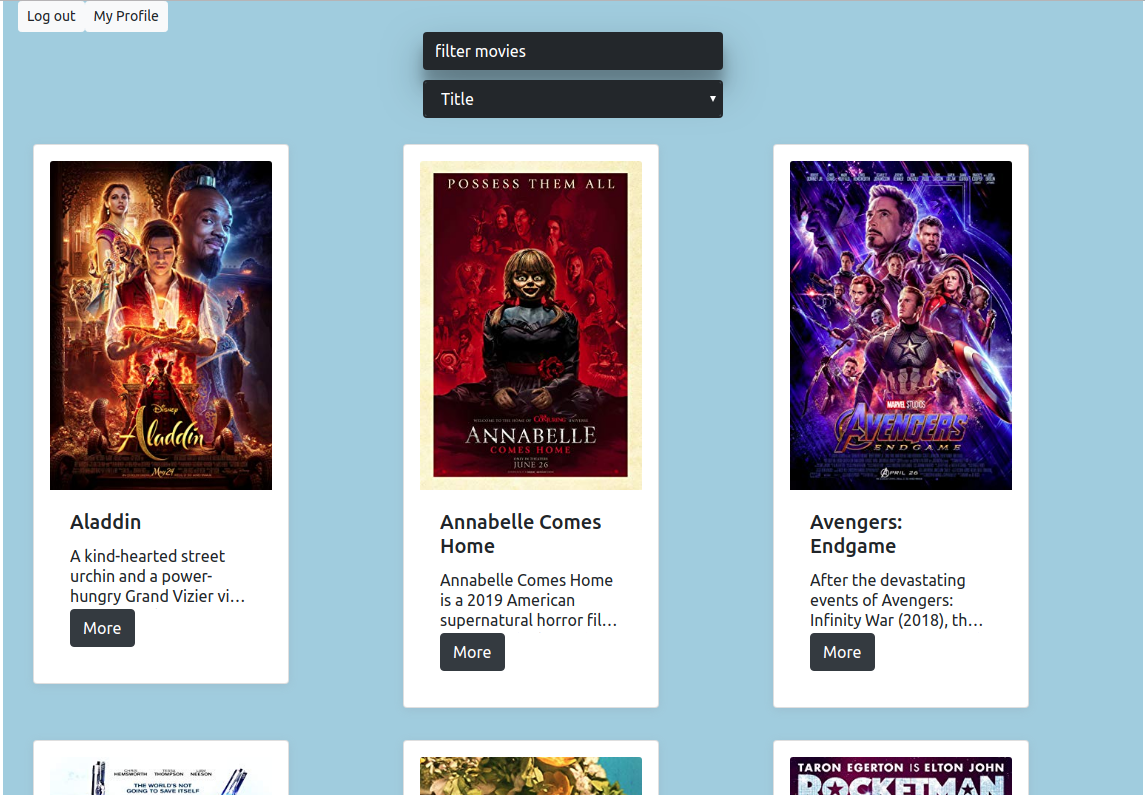 Log out My Profile
filter movies
Title
Disney
Aladdin
May 24
POSSESS THEM ALL
ANNABELLE
COMES HOME
JUNE 26
MARVEL STUDIOS
AVENGERS
ENDGAME
APRIL 26
Aladdin
A kind-hearted street
urchin and a power-
hungry Grand Vizier vi...
More
Annabelle Comes
Home
Annabelle Comes Home
is a 2019 American
supernatural horror fil...
More
Avengers:
Endgame
After the devastating
events of Avengers:
Infinity War (2018), th...
More
CHRIS HEMSWORTH TESSA THOMPSON LIAM NEESON
THE WORLD'S NOT
GOING TO SAVE ITSELF
TARON EGERTON IS ELTON JOHN
ROCKETMAN